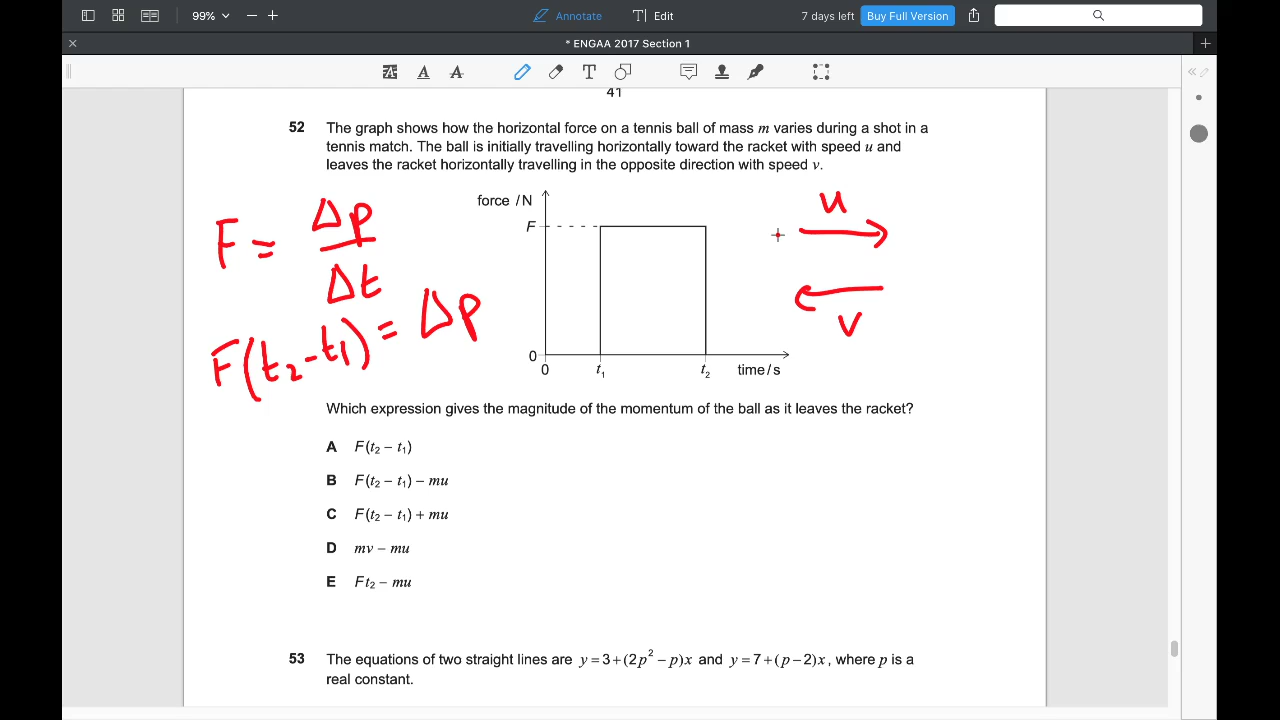 99% Annotate Edit 7 days left Buy Full Version
* ENGAA 2017 Section 1
41
52 The graph shows how the horizontal force on a tennis ball of mass m varies during a shot in a
tennis match. The ball is initially travelling horizontally toward the racket with speed u and
leaves the racket horizontally travelling in the opposite direction with speed v.
F = Δp / Δt
F(t₂ - t₁) = Δp
force / N
F
0
0 t₁ t₂ time / s
u
v
Which expression gives the magnitude of the momentum of the ball as it leaves the racket?
A F(t₂ – t₁)
B F(t₂ – t₁) – mu
C F(t₂ – t₁) + mu
D mv – mu
E Ft₂ – mu
53 The equations of two straight lines are y = 3 + (2p² – p)x and y = 7 + (p – 2)x, where p is a
real constant.